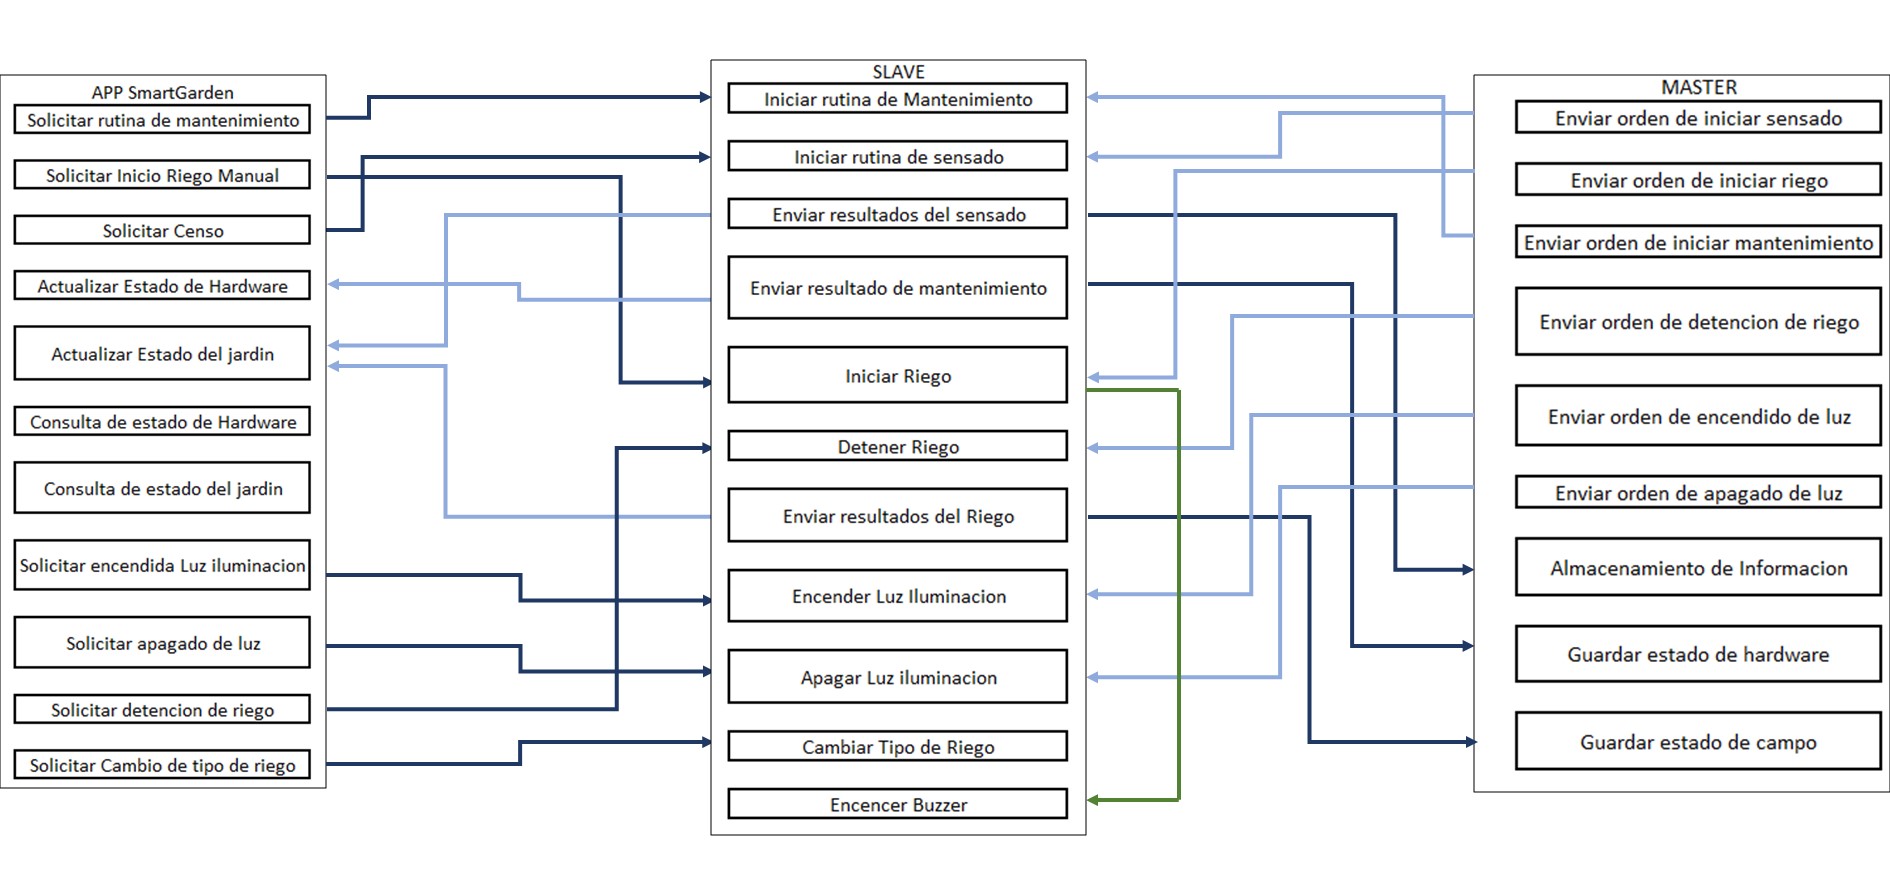 APP SmartGarden
Solicitar rutina de mantenimiento
Solicitar Inicio Riego Manual
Solicitar Censo
Actualizar Estado de Hardware
Actualizar Estado del jardin
Consulta de estado de Hardware
Consulta de estado del jardin
Solicitar encendida Luz iluminacion
Solicitar apagado de luz
Solicitar detencion de riego
Solicitar Cambio de tipo de riego
SLAVE
Iniciar rutina de Mantenimiento
Iniciar rutina de sensado
Enviar resultados del sensado
Enviar resultado de mantenimiento
Iniciar Riego
Detener Riego
Enviar resultados del Riego
Encender Luz Iluminacion
Apagar Luz iluminacion
Cambiar Tipo de Riego
Encencer Buzzer
MASTER
Enviar orden de iniciar sensado
Enviar orden de iniciar riego
Enviar orden de iniciar mantenimiento
Enviar orden de detencion de riego
Enviar orden de encendido de luz
Enviar orden de apagado de luz
Almacenamiento de Informacion
Guardar estado de hardware
Guardar estado de campo